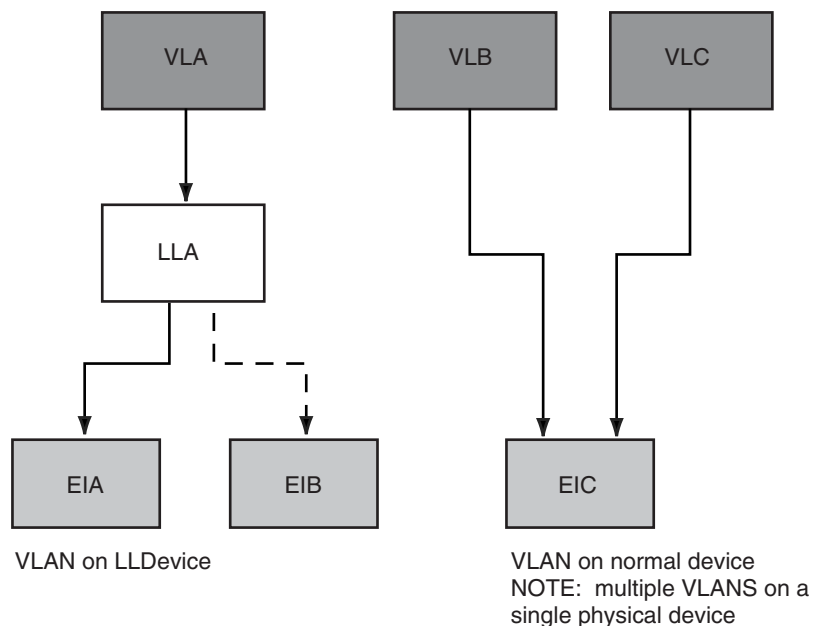 VLA
VLB
VLC
LLA
EIA
EIB
EIC
VLAN on LLDevice
VLAN on normal device
NOTE: multiple VLANS on a
single physical device